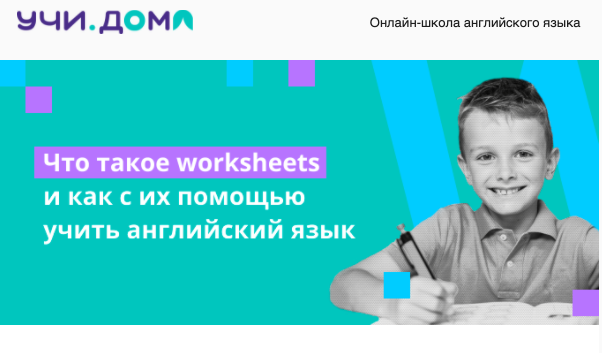 УЧИ.ДОМА
Онлайн-школа английского языка
Что такое worksheets
и как с их помощью
учить английский язык